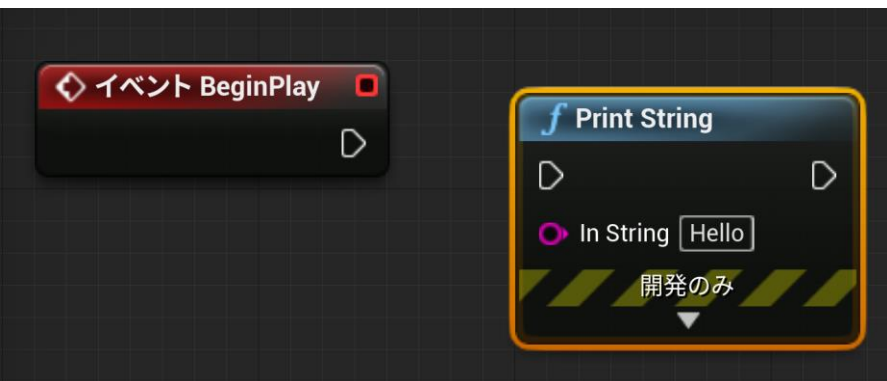 イベント BeginPlay
Print String
In String Hello
開発のみ